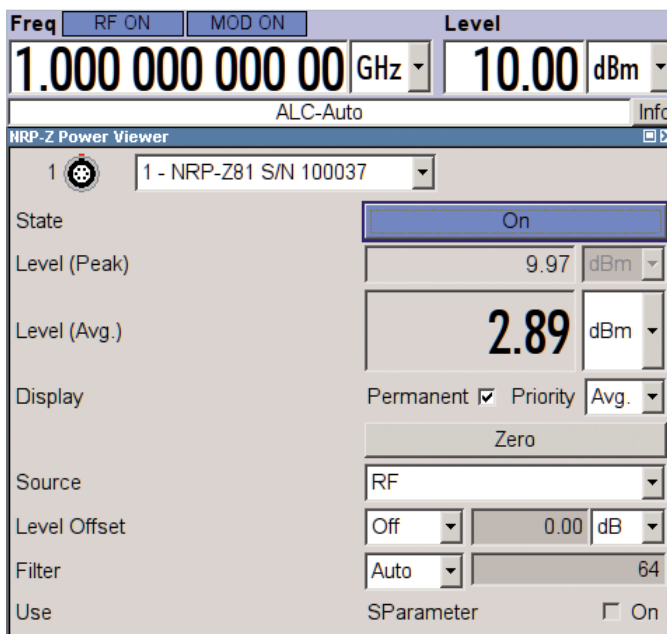 Freq RF ON MOD ON Level
1.000 000 000 00 GHz 10.00 dBm
ALC-Auto Info
NRP-Z Power Viewer
1 1 - NRP-Z81 S/N 100037
State On
Level (Peak) 9.97 dBm
Level (Avg.) 2.89 dBm
Display Permanent Priority Avg.
Zero
Source RF
Level Offset Off 0.00 dB
Filter Auto 64
Use SParameter On